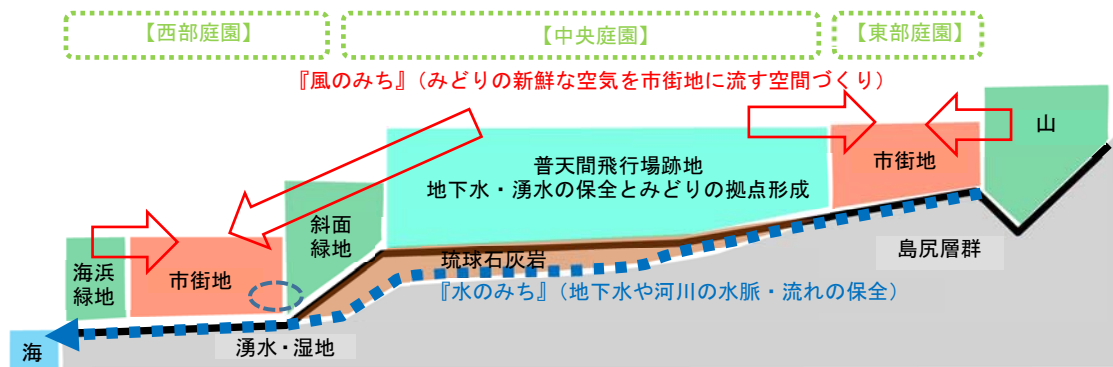 【西部庭園】
【中央庭園】
【東部庭園】
『風のみち』（みどりの新鮮な空気を市街地に流す空間づくり）
山
市街地
普天間飛行場跡地
地下水・湧水の保全とみどりの拠点形成
斜面
緑地
海浜
緑地
市街地
琉球石灰岩
島尻層群
『水のみち』（地下水や河川の水脈・流れの保全）
湧水・湿地
海